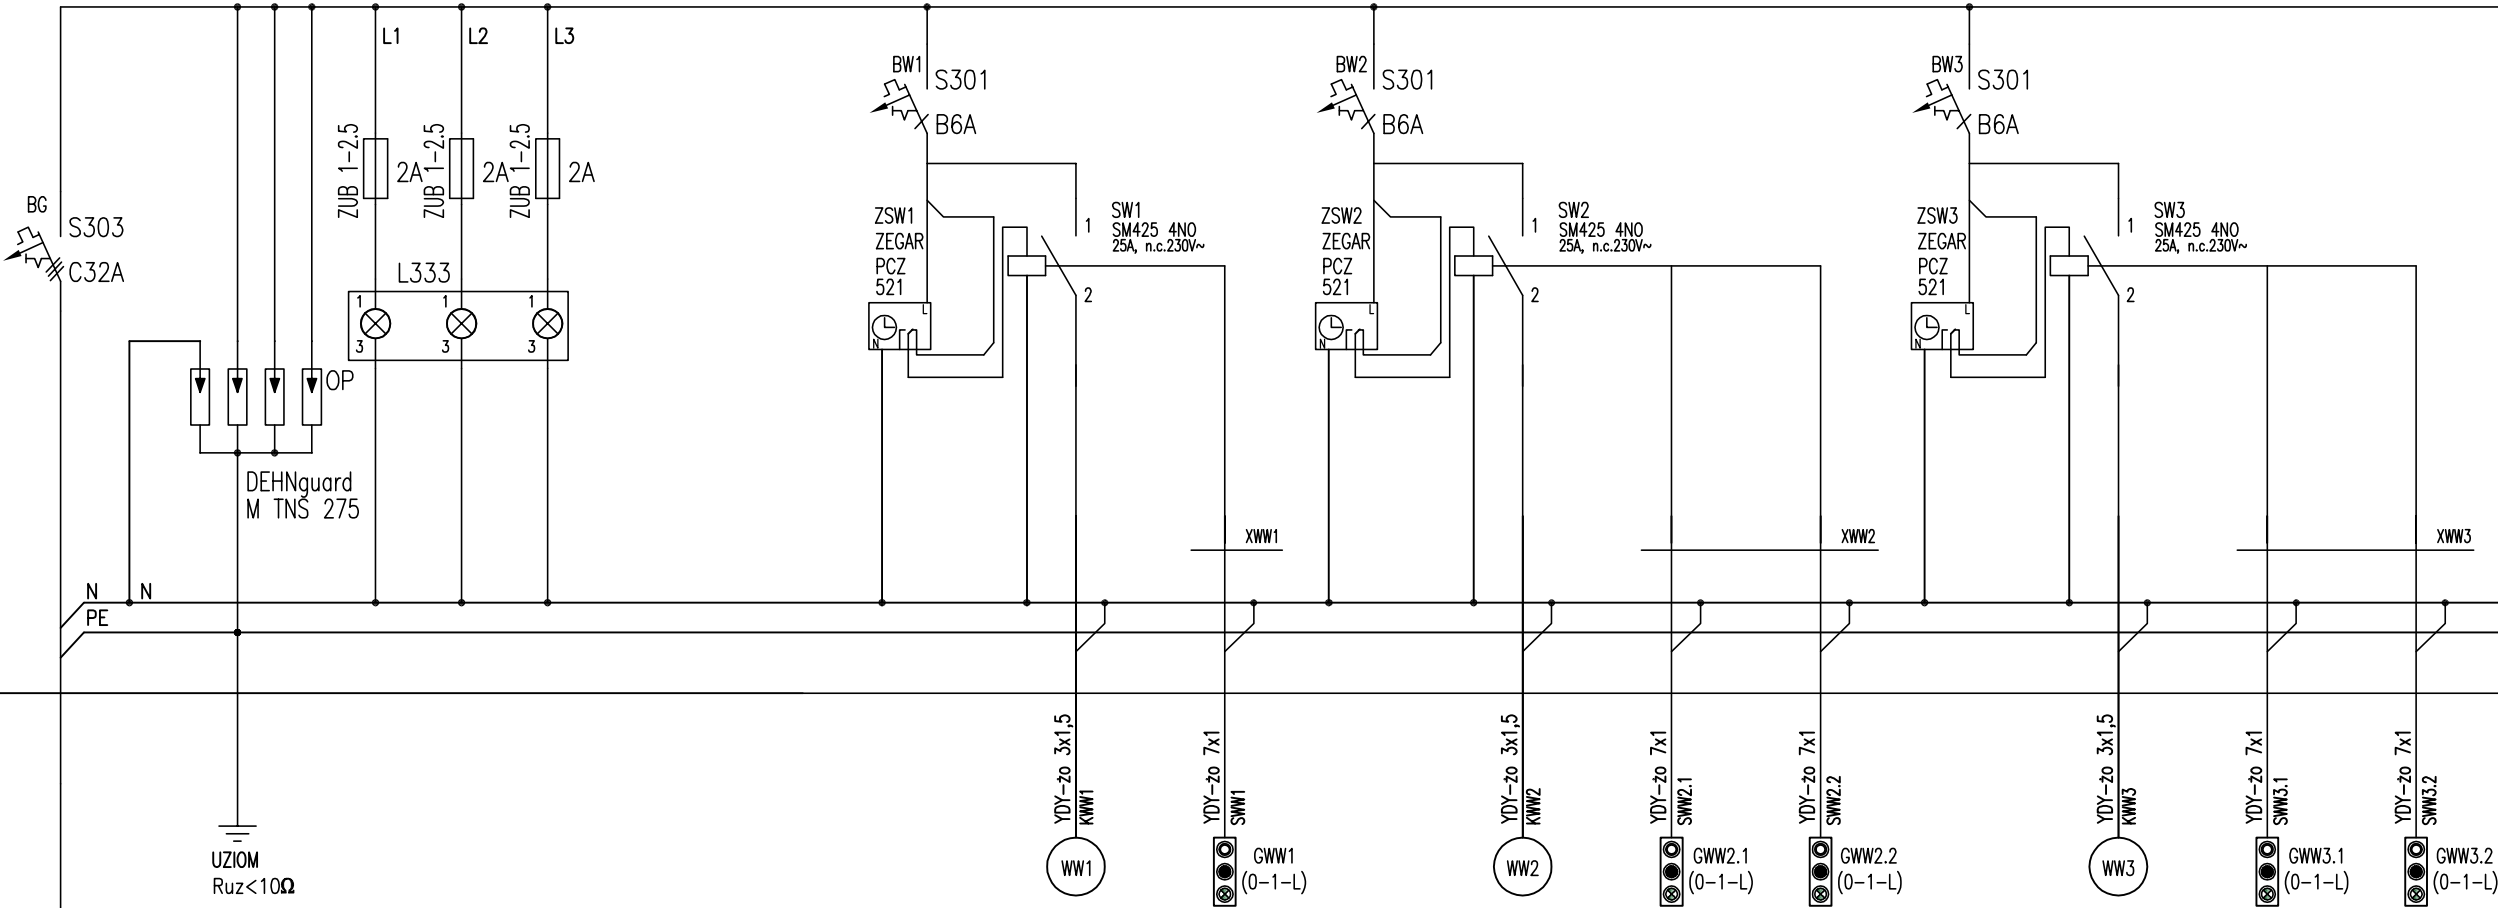 L1
L2
L3
BG
S303
C32A
ZUB 1-2.5
2A
ZUB 1-2.5
2A
ZUB 1-2.5
2A
L333
1
1
1
3
3
3
OP
DEHNguard
M TNS 275
N
N
PE
UZIOM
Ruz<10Ω
BW1
S301
B6A
ZSW1
ZEGAR
PCZ
521
L
N
SW1
SM425 4NO
25A, n.c.230V~
1
2
XWW1
YDY-żo 3x1,5
KWW1
WW1
YDY-żo 7x1
SWW1
GWW1
(0-1-L)
BW2
S301
B6A
ZSW2
ZEGAR
PCZ
521
L
N
SW2
SM425 4NO
25A, n.c.230V~
1
2
XWW2
YDY-żo 3x1,5
KWW2
WW2
YDY-żo 7x1
SWW2.1
GWW2.1
(0-1-L)
YDY-żo 7x1
SWW2.2
GWW2.2
(0-1-L)
BW3
S301
B6A
ZSW3
ZEGAR
PCZ
521
L
N
SW3
SM425 4NO
25A, n.c.230V~
1
2
XWW3
YDY-żo 3x1,5
KWW3
WW3
YDY-żo 7x1
SWW3.1
GWW3.1
(0-1-L)
YDY-żo 7x1
SWW3.2
GWW3.2
(0-1-L)